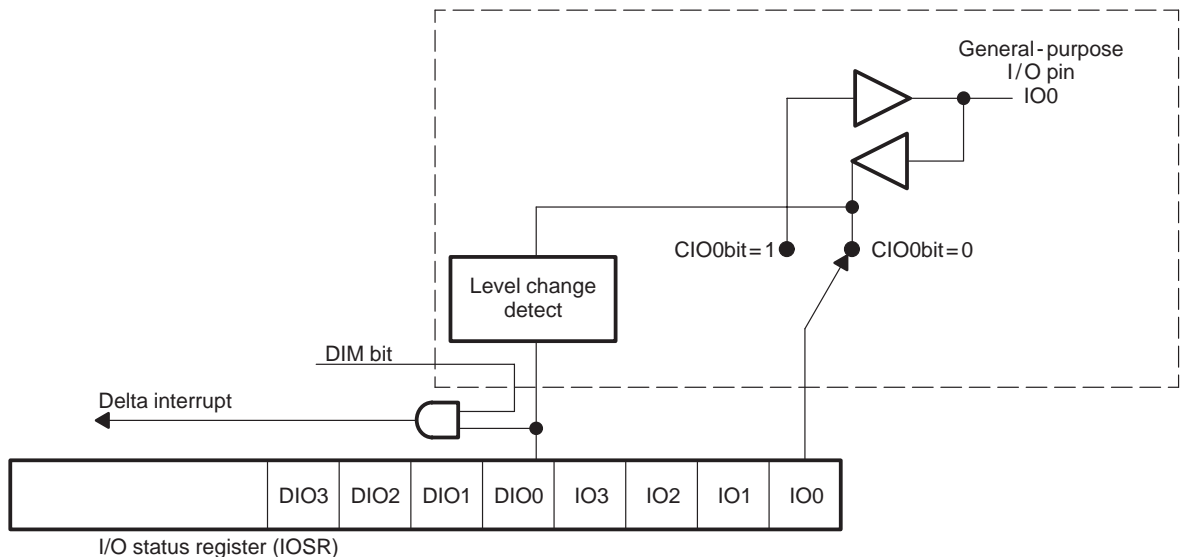 General-purpose
I/O pin
IO0
CIO0bit=1
CIO0bit=0
Level change
detect
DIM bit
Delta interrupt
DIO3 DIO2 DIO1 DIO0 IO3 IO2 IO1 IO0
I/O status register (IOSR)